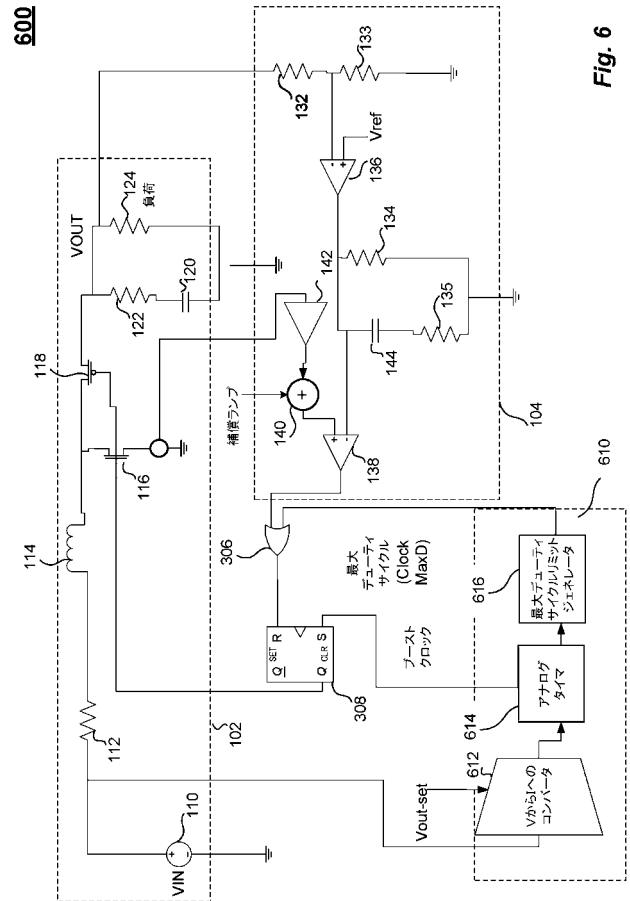 600
VIN
110
112
102
114
116
118
VOUT
122
120
124
負荷
132
133
Vref
136
134
135
144
142
補償ランプ
+
140
138
104
306
最大
デューティ
サイクル
(Clock
MaxD)
ブースト
クロック
Q SET R
Q CLR S
308
610
Vout-set
612
VからIへの
コンバータ
614
アナログ
タイマ
616
最大デューティ
サイクルリミット
ジェネレータ
Fig. 6